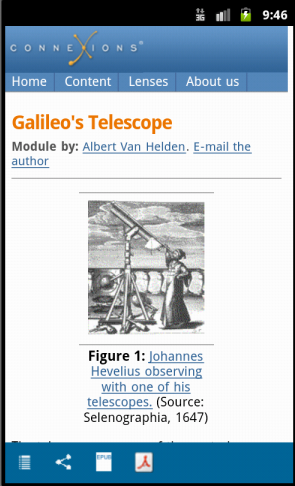 3G 9:46
CONNEXIONS®
Home Content Lenses About us
Galileo's Telescope
Module by: Albert Van Helden. E-mail the
author
Figure 1: Johannes
Hevelius observing
with one of his
telescopes. (Source:
Selenographia, 1647)
EPUB